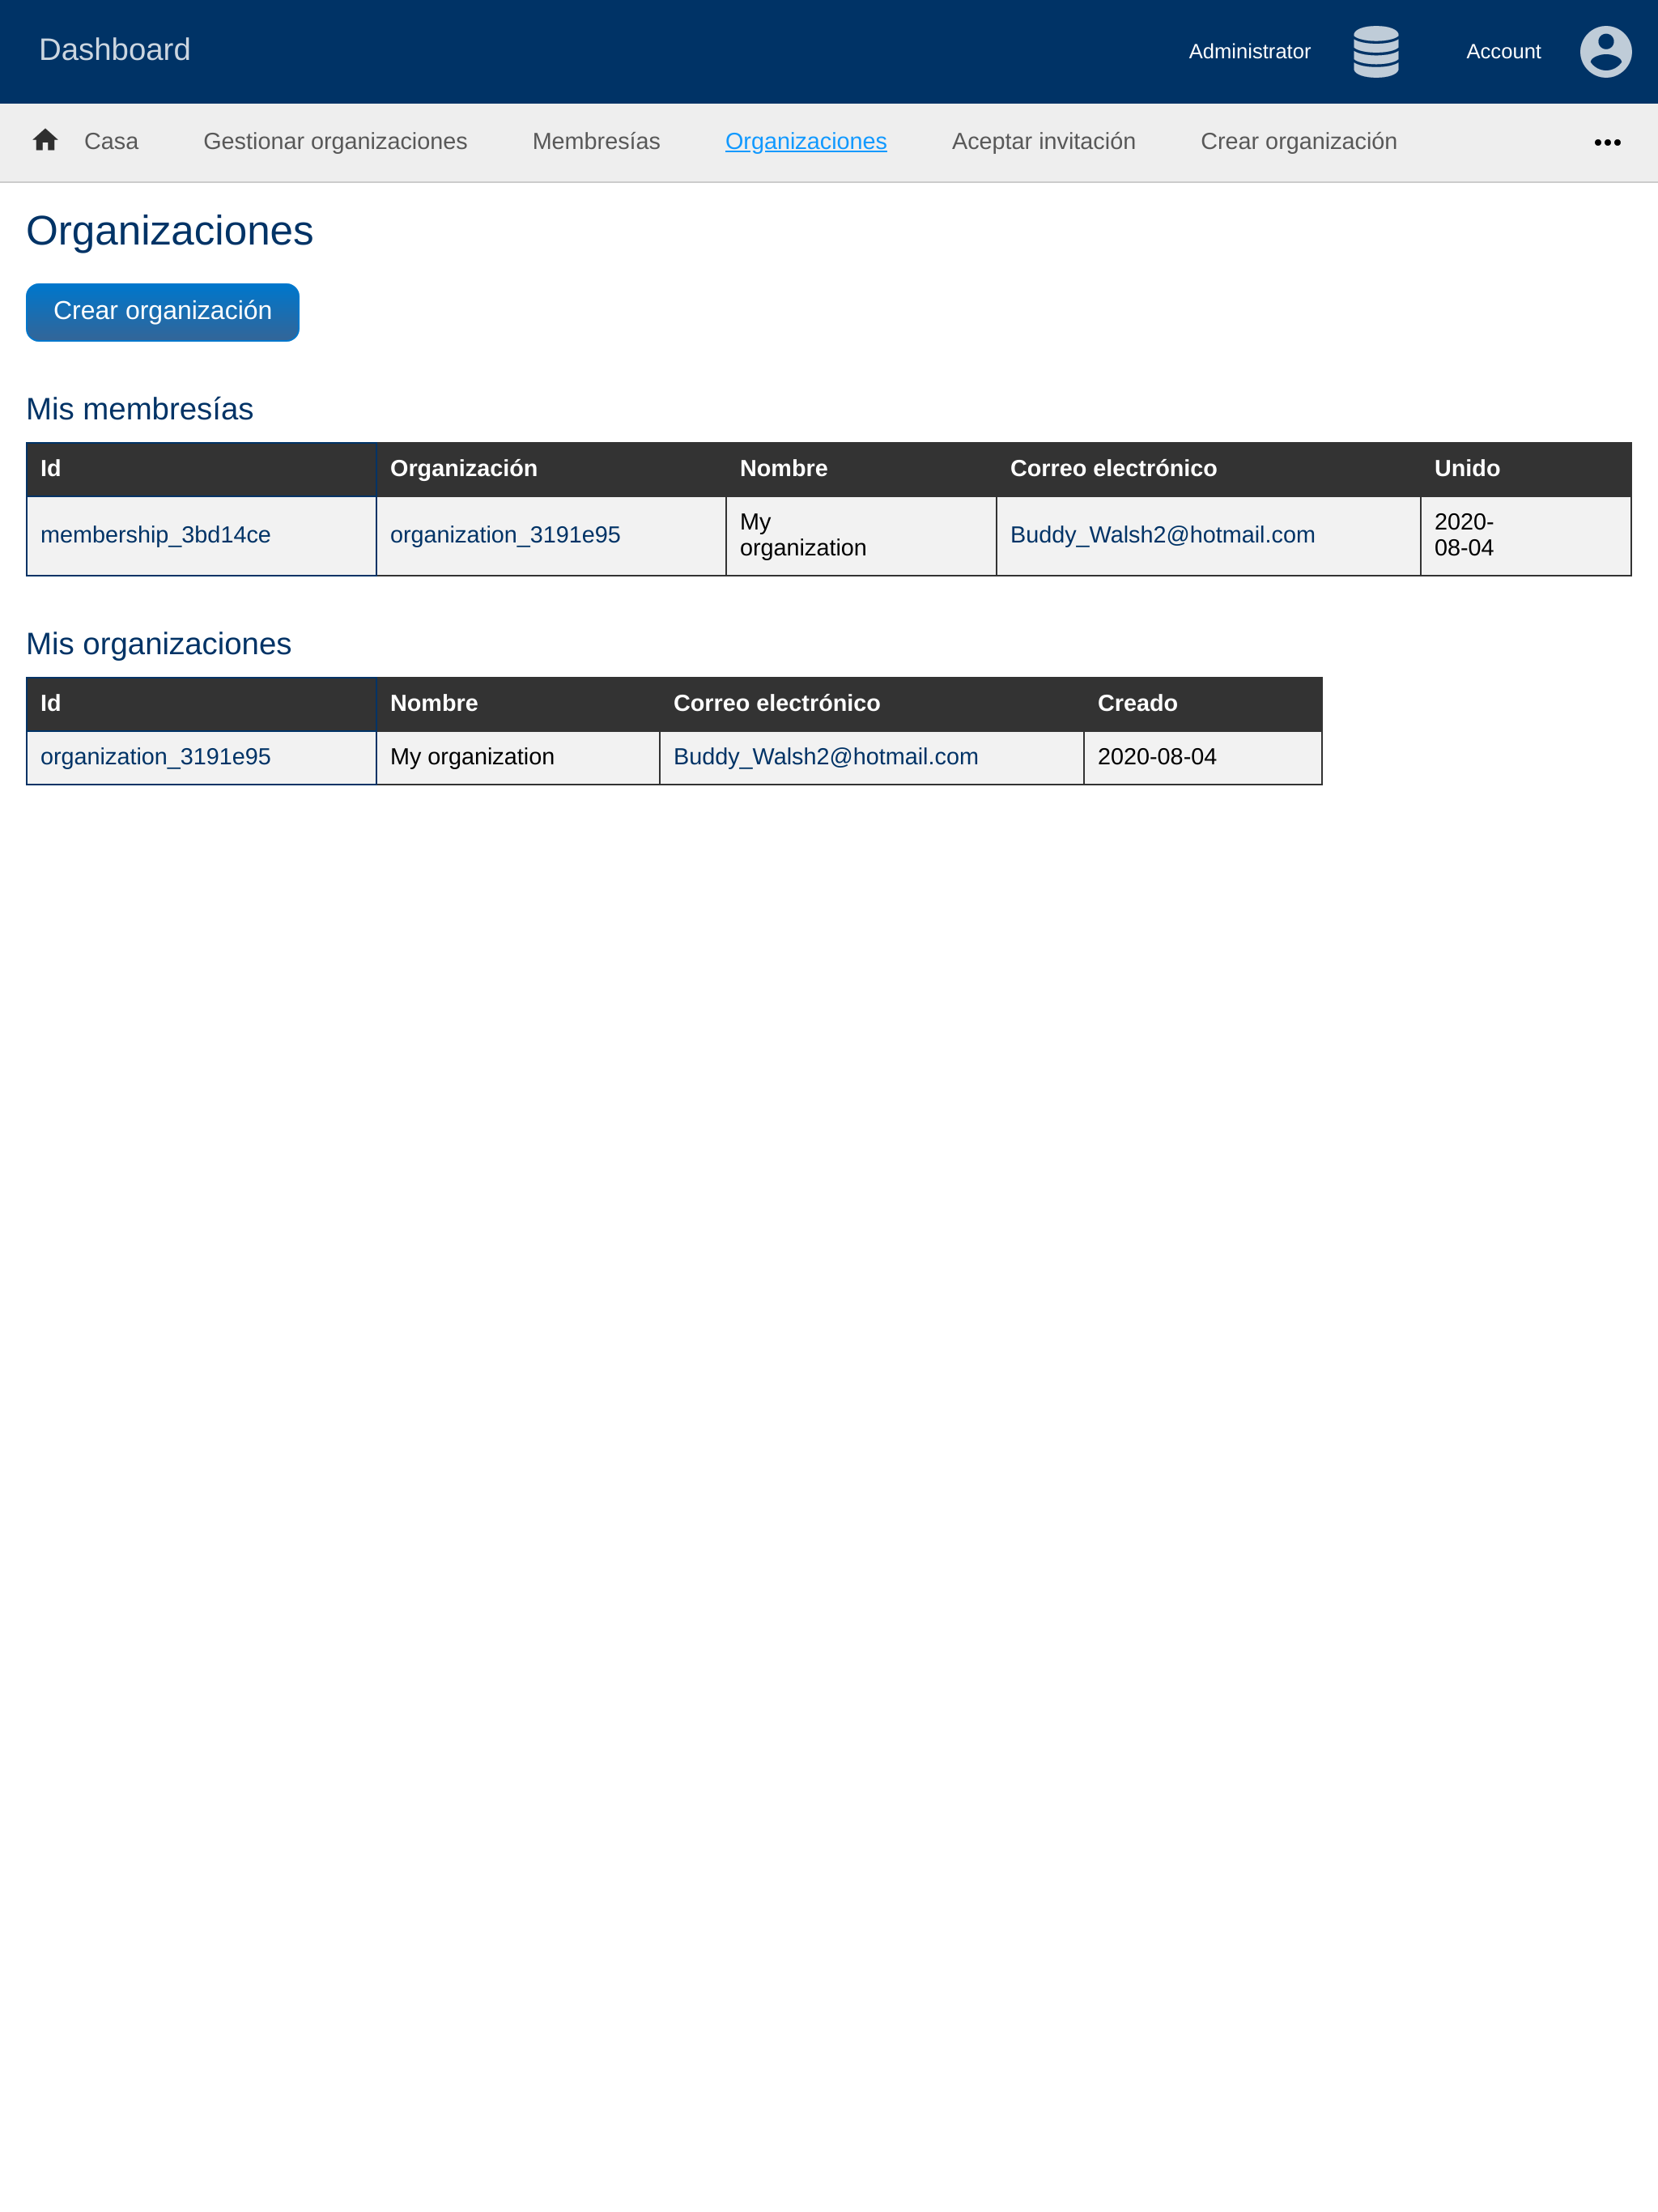 Dashboard
Administrator
Account
Casa
Gestionar organizaciones
Membresías
Organizaciones
Aceptar invitación
Crear organización
Organizaciones
Crear organización
Mis membresías
Id Organización Nombre Correo electrónico Unido
membership_3bd14ce organization_3191e95 My organization Buddy_Walsh2@hotmail.com 2020-08-04
Mis organizaciones
Id Nombre Correo electrónico Creado
organization_3191e95 My organization Buddy_Walsh2@hotmail.com 2020-08-04